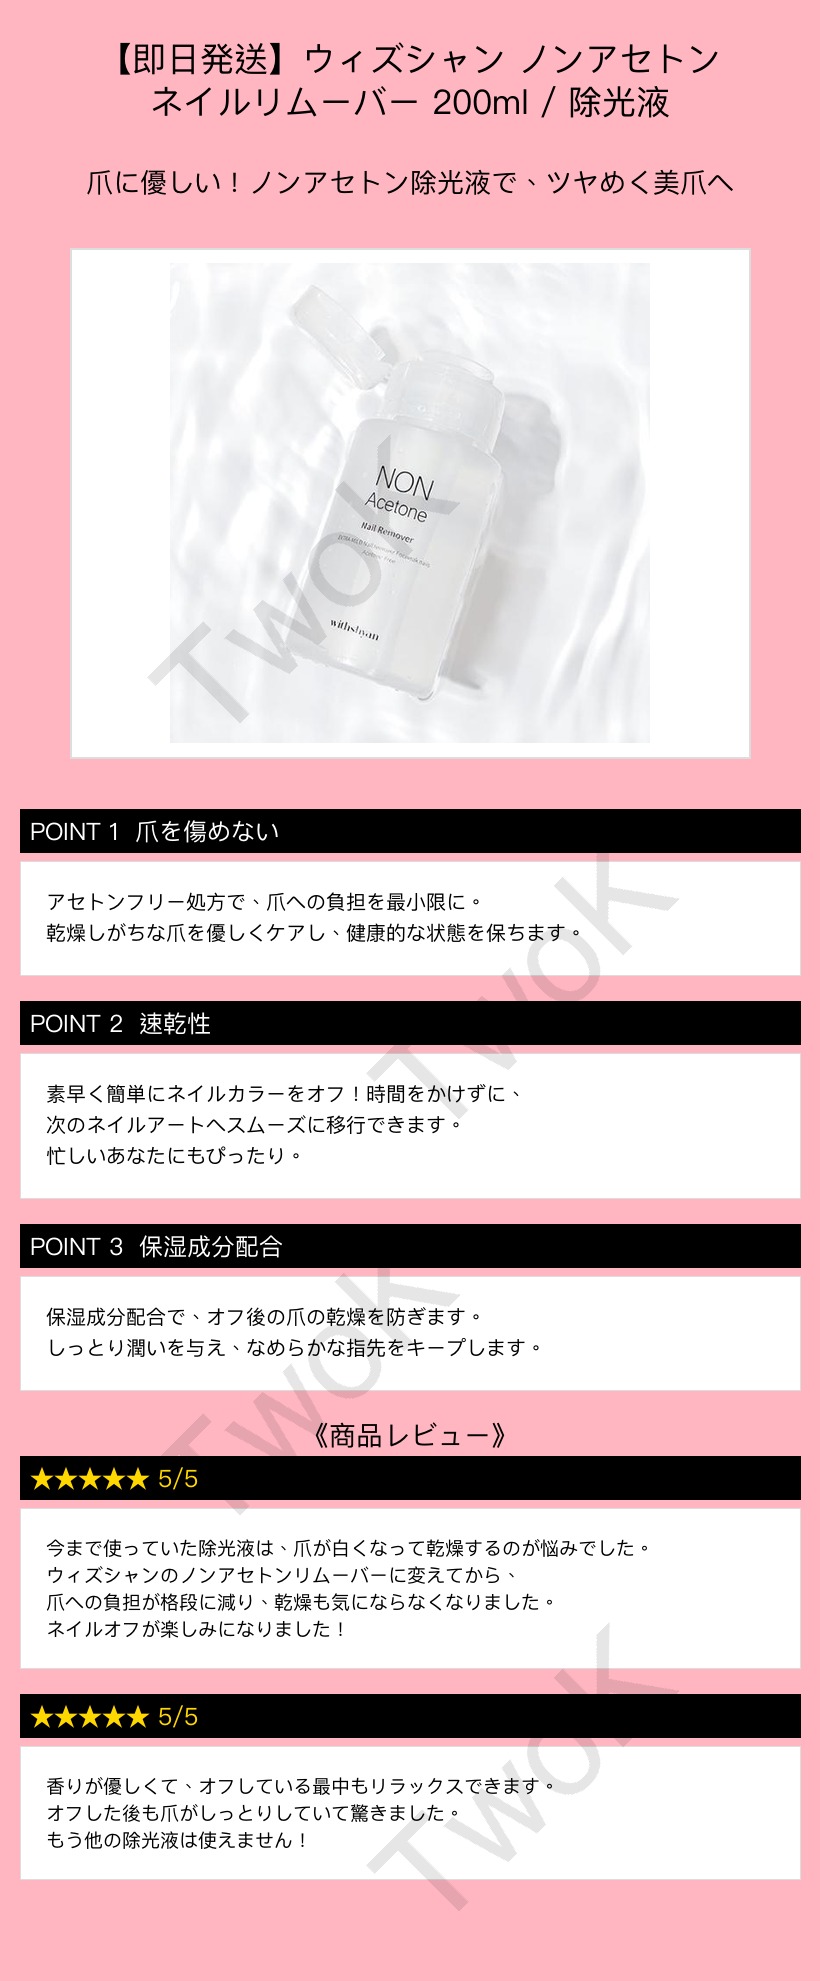 【即日発送】ウィズシャン ノンアセトン
ネイルリムーバー 200ml / 除光液
爪に優しい！ノンアセトン除光液で、ツヤめく美爪へ
NON
Acetone
Nail Remover
Acetone Free
withshyan
TwoK
POINT 1 爪を傷めない
アセトンフリー処方で、爪への負担を最小限に。
乾燥しがちな爪を優しくケアし、健康的な状態を保ちます。
TwoK
POINT 2 速乾性
素早く簡単にネイルカラーをオフ！時間をかけずに、
次のネイルアートへスムーズに移行できます。
忙しいあなたにもぴったり。
POINT 3 保湿成分配合
保湿成分配合で、オフ後の爪の乾燥を防ぎます。
しっとり潤いを与え、なめらかな指先をキープします。
TwoK
《商品レビュー》
★★★★★ 5/5
今まで使っていた除光液は、爪が白くなって乾燥するのが悩みでした。
ウィズシャンのノンアセトンリムーバーに変えてから、
爪への負担が格段に減り、乾燥も気にならなくなりました。
ネイルオフが楽しみになりました！
★★★★★ 5/5
香りが優しくて、オフしている最中もリラックスできます。
オフした後も爪がしっとりしていて驚きました。
もう他の除光液は使えません！
TwoK